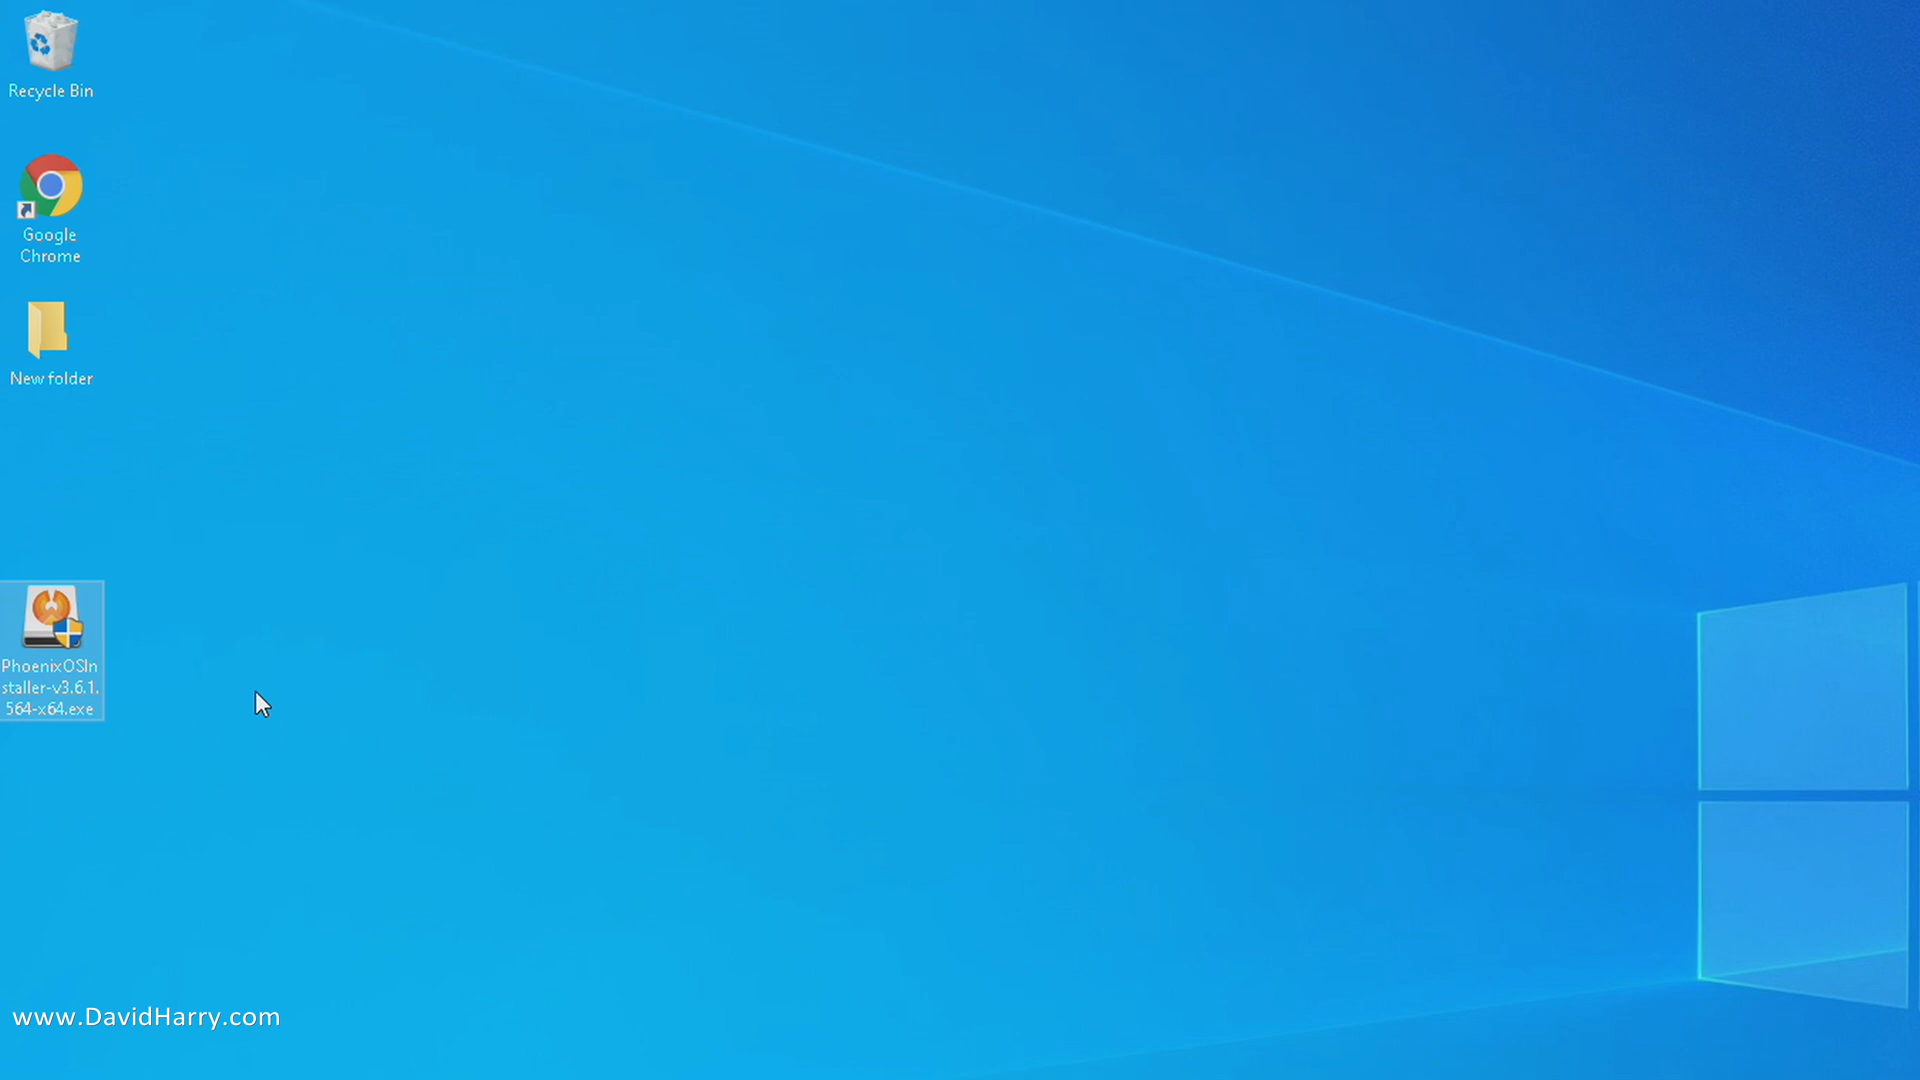 Recycle Bin
Google
Chrome
New folder
PhoenixOSIn
staller-v3.6.1.
564-x64.exe
www.DavidHarry.com